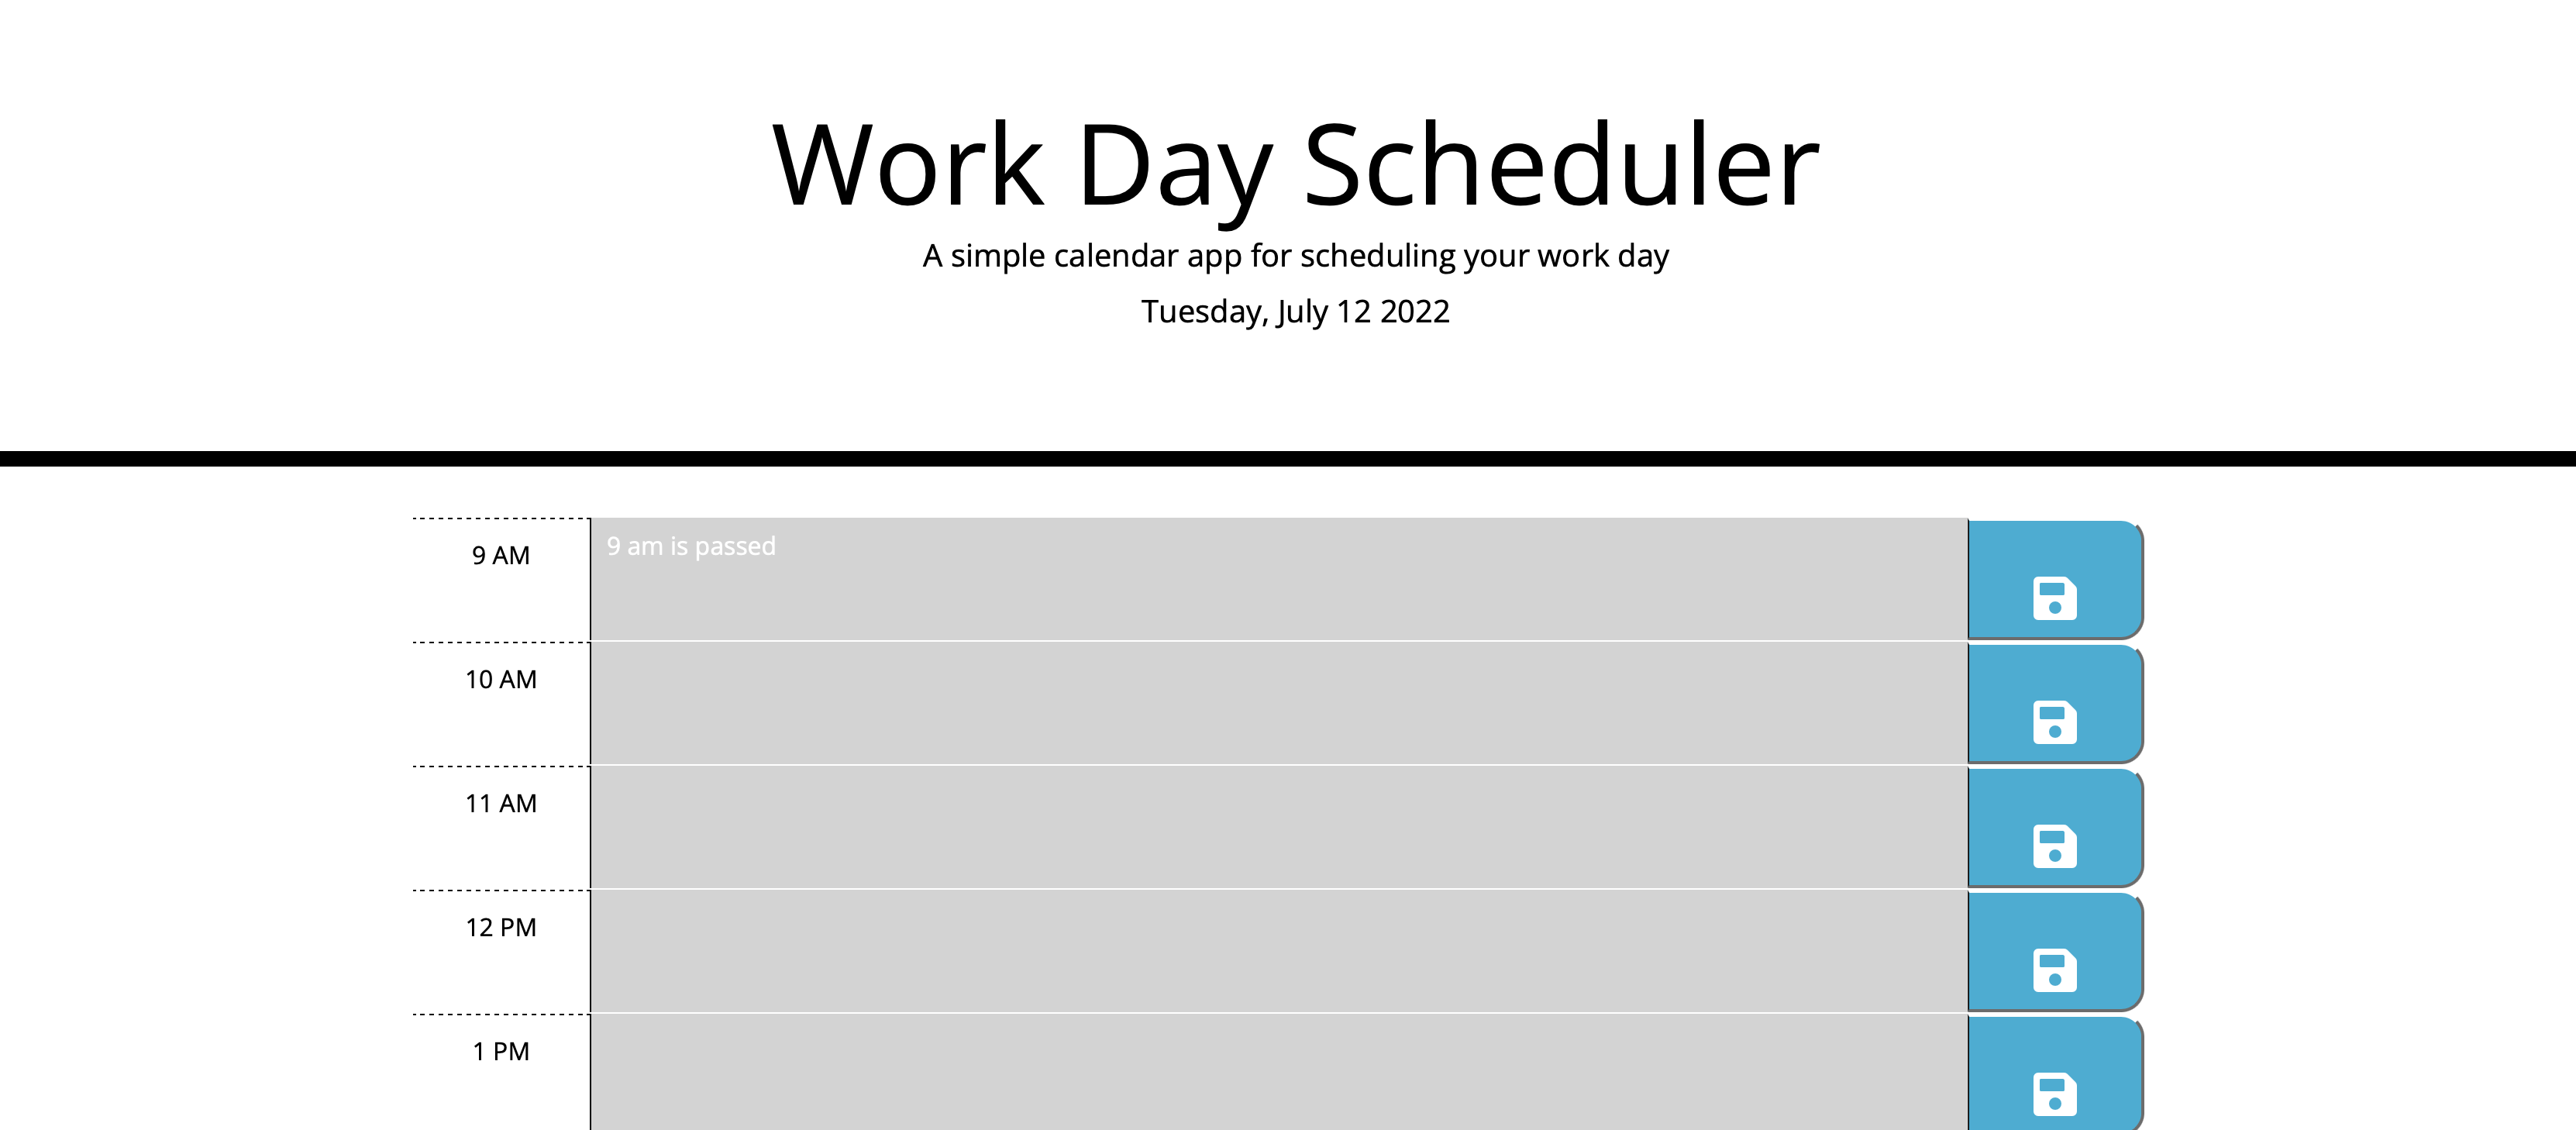 Work Day Scheduler
A simple calendar app for scheduling your work day
Tuesday, July 12 2022
9 AM
9 am is passed
10 AM
11 AM
12 PM
1 PM